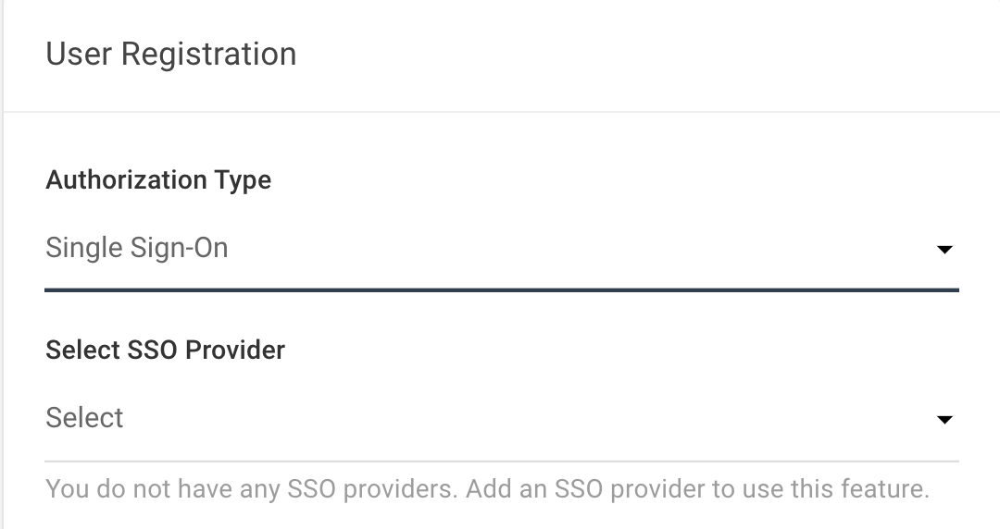 User Registration
Authorization Type
Single Sign-On
Select SSO Provider
Select
You do not have any SSO providers. Add an SSO provider to use this feature.